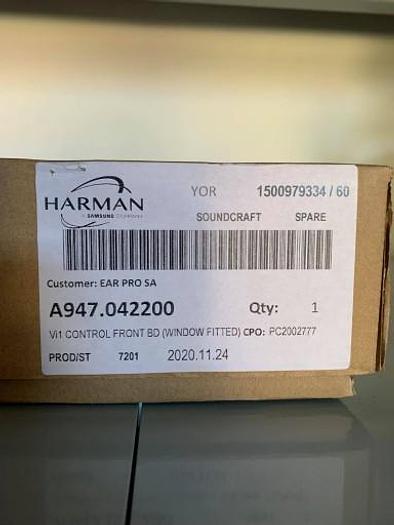 HARMAN
A SAMSUNG COMPANY
YOR 1500979334 / 60
SOUNDCRAFT SPARE
Customer: EAR PRO SA
A947.042200 Qty: 1
Vi1 CONTROL FRONT BD (WINDOW FITTED) CPO: PC2002777
PROD/ST 7201 2020.11.24